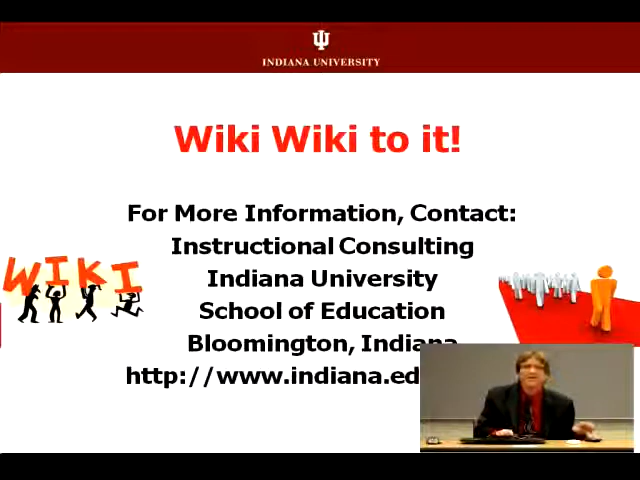 INDIANA UNIVERSITY
Wiki Wiki to it!
For More Information, Contact:
Instructional Consulting
Indiana University
WIKI
School of Education
Bloomington, Indiana
http://www.indiana.ed